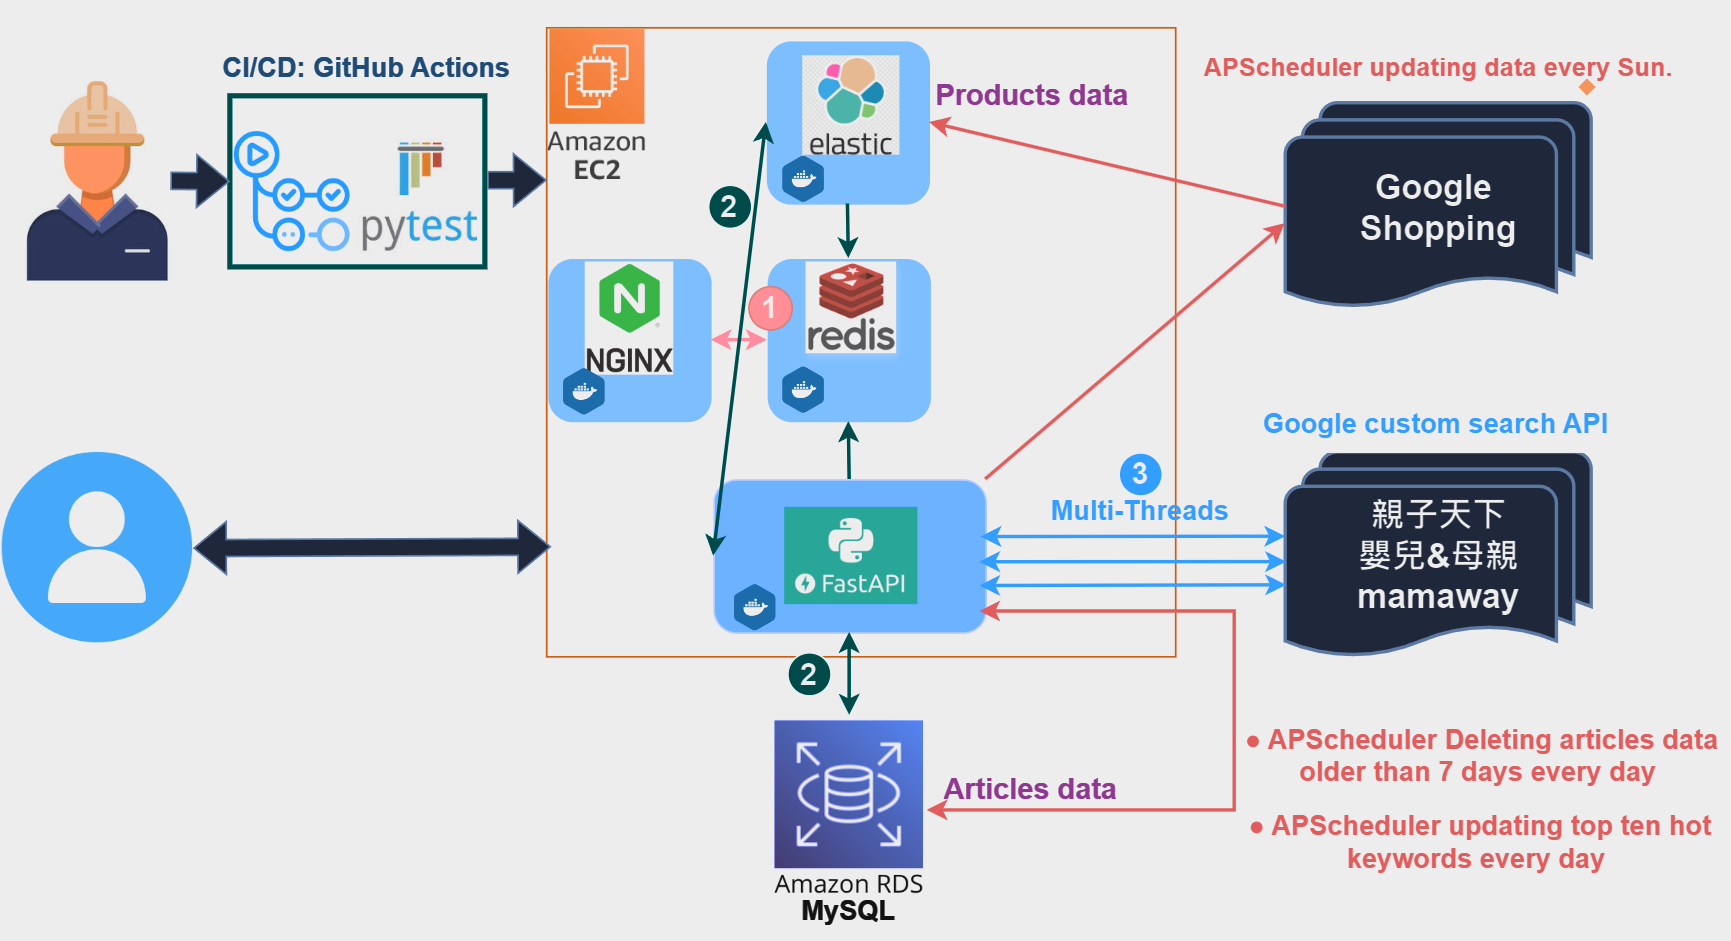 CI/CD: GitHub Actions
pytest
Amazon
EC2
elastic
Products data
APScheduler updating data every Sun.
Google
Shopping
2
NGINX
1
redis
Google custom search API
3
Multi-Threads
親子天下
嬰兒&母親
mamaway
FastAPI
2
Articles data
● APScheduler Deleting articles data
older than 7 days every day
● APScheduler updating top ten hot
keywords every day
Amazon RDS
MySQL